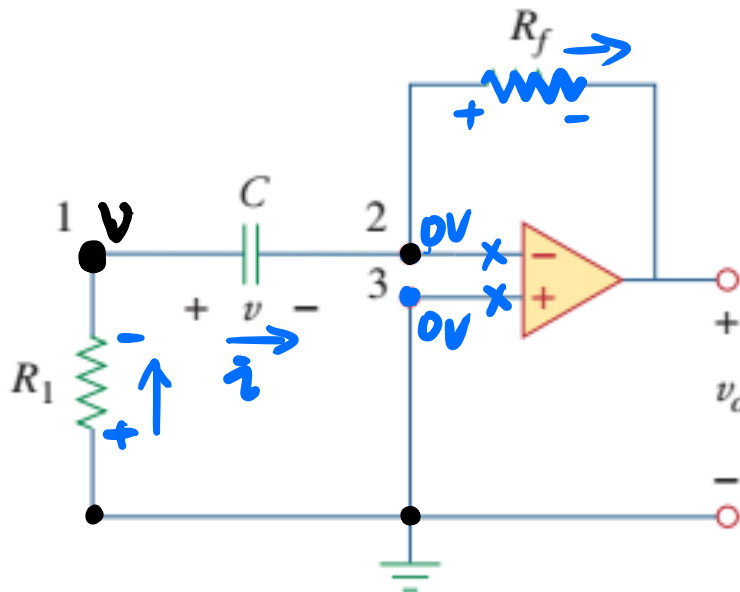 R_f
+ −
C
1 V
2 0V × −
3 0V × +
+ v −
i
R_1
−
+
+
v_o
−